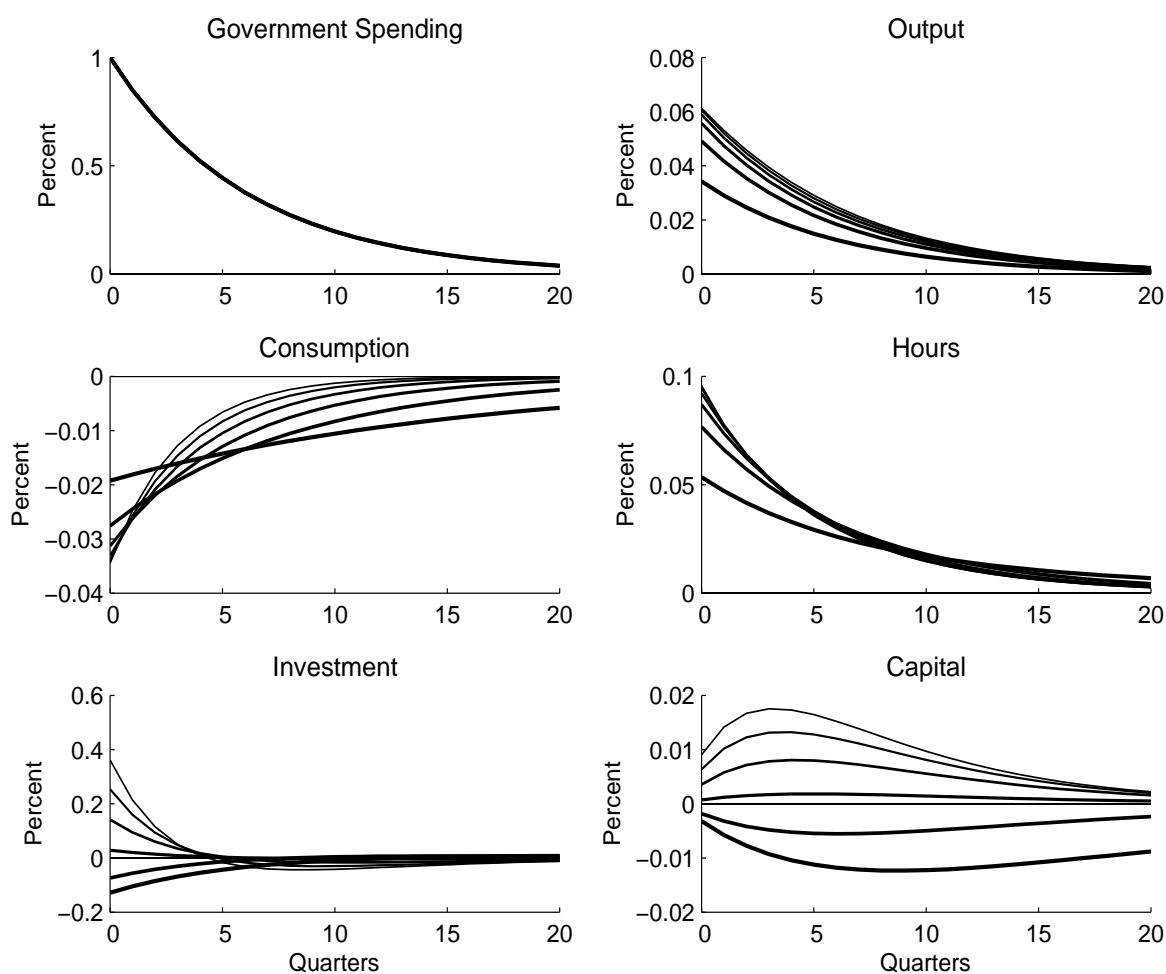 Government Spending
1
0.5
0
Percent
0 5 10 15 20
Output
0.08
0.06
0.04
0.02
0
Percent
0 5 10 15 20
Consumption
0
−0.01
−0.02
−0.03
−0.04
Percent
0 5 10 15 20
Hours
0.1
0.05
0
Percent
0 5 10 15 20
Investment
0.6
0.4
0.2
0
−0.2
Percent
0 5 10 15 20
Quarters
Capital
0.02
0.01
0
−0.01
−0.02
Percent
0 5 10 15 20
Quarters